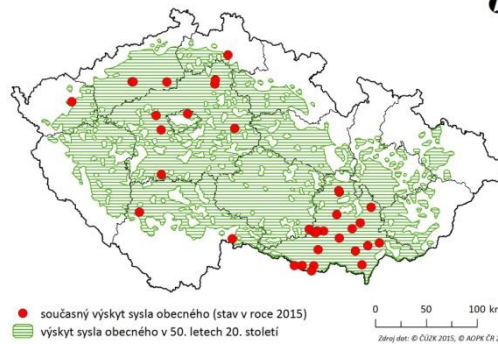 současný výskyt sysla obecného (stav v roce 2015)
výskyt sysla obecného v 50. letech 20. století
0 50 100 km
Zdroj dat: © ČÚZK 2015, © AOPK ČR